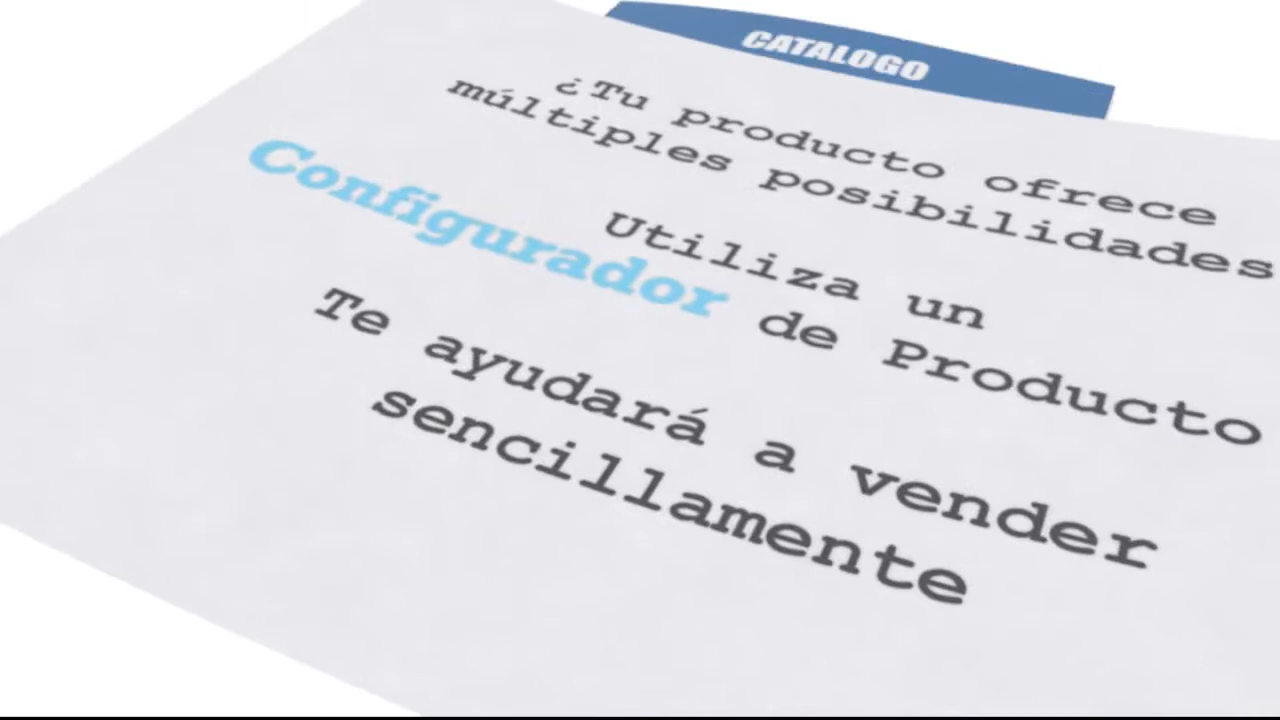 CATALOGO
¿Tu producto ofrece
múltiples posibilidades
Utiliza un
Configurador de Producto
Te ayudará a vender
sencillamente